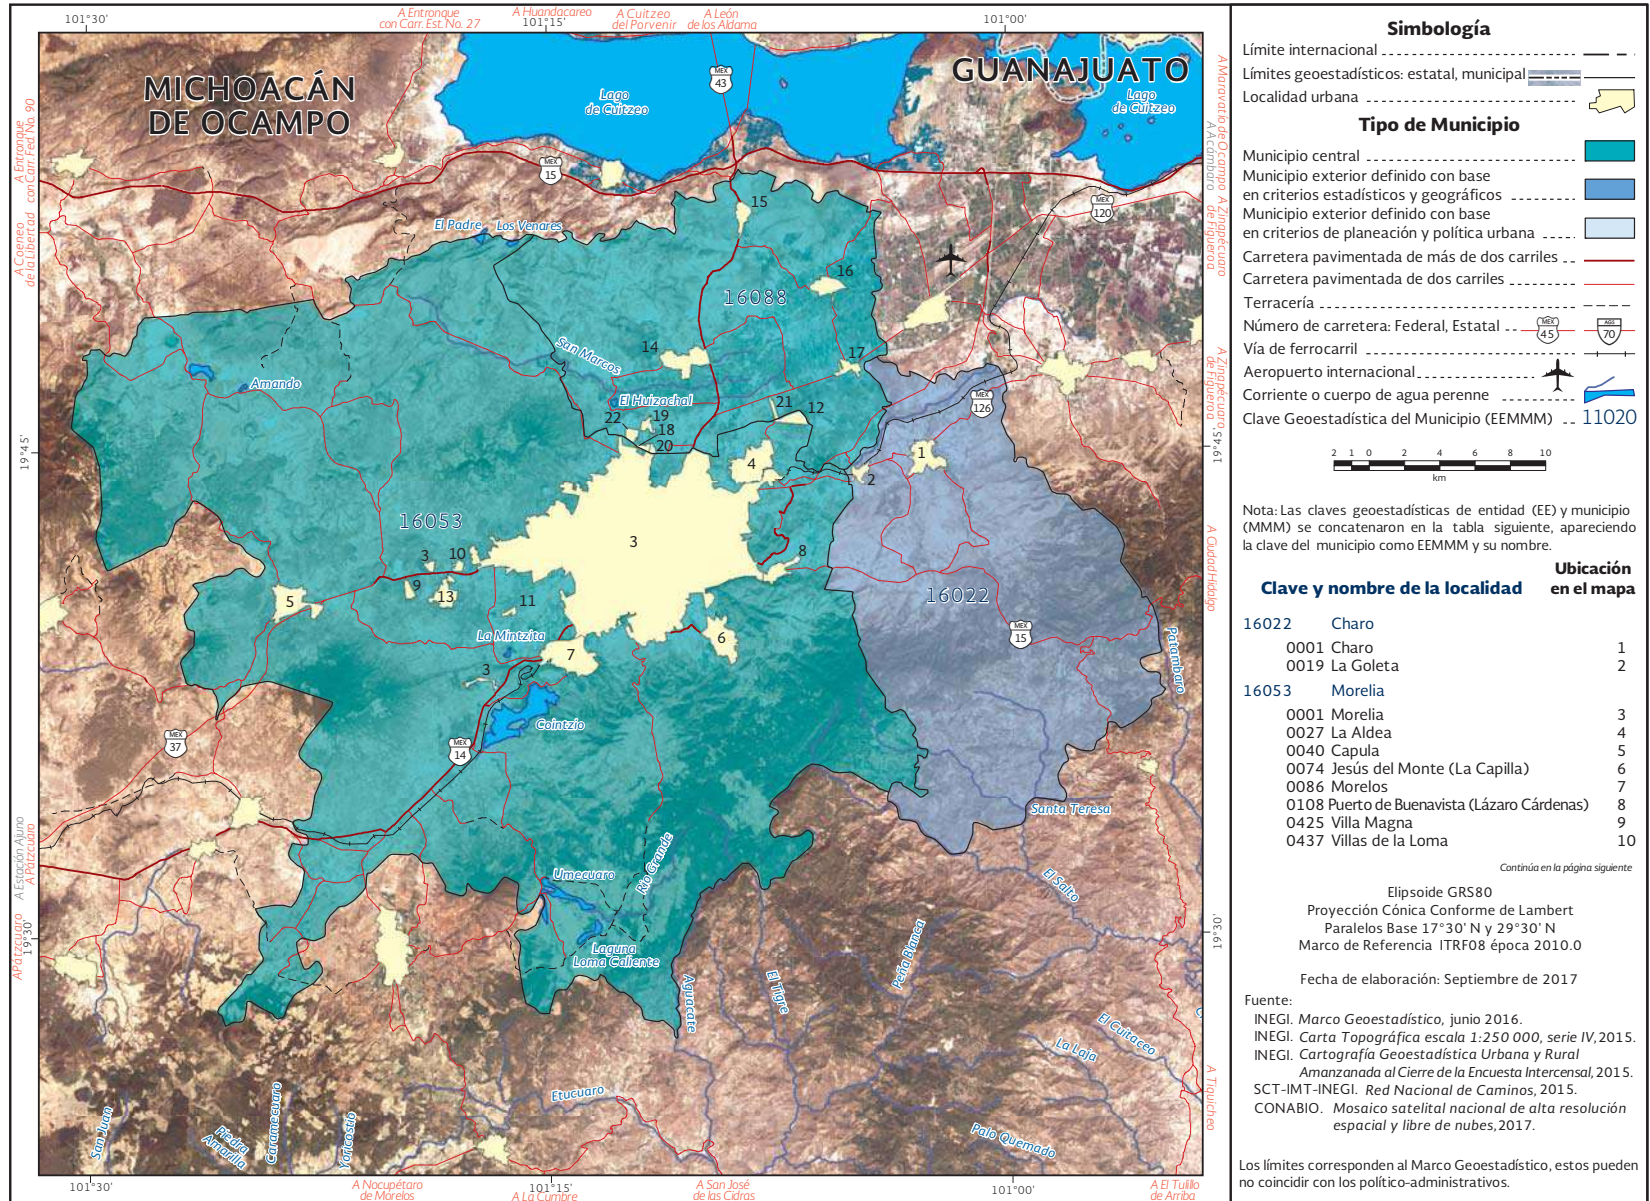 101°30'
A Entronque
con Carr. Est. No. 27
A Huandacareo
101°15'
A Cuitzeo
del Porvenir
A León
de los Aldama
101°00'
MICHOACÁN
DE OCAMPO
GUANAJUATO
Lago
de Cuitzeo
Lago
de Cuitzeo
MEX
43
MEX
15
MEX
120
A Entronque
con Carr. Fed. No. 90
A Coeneo
de la Libertad
A Maravatío de Ocampo
A Acámbaro
A Zinapécuaro
de Figueroa
A Zinapécuaro
de Figueroa
El Padre
Los Venares
15
16
16088
14
17
San Marcos
Amando
El Huizachal
21
12
22
19
18
20
MEX
126
19°45'
19°45'
4
1
2
16053
3
3
10
8
9
13
5
11
16022
La Mintzita
6
MEX
15
7
3
A Ciudad Hidalgo
Patambaro
Cointzio
MEX
37
MEX
14
Santa Teresa
Río Grande
A Estación Ajuno
A Pátzcuaro
Umecuaro
El Salto
A Pátzcuaro
19°30'
19°30'
Laguna
Loma Caliente
Peña Blanca
El Tigre
Aguacate
El Cuitaceo
La Laja
Etucuaro
A Tiquicheo
San Juan
Piedra
Amarilla
Caramecuaro
Yoricostio
Palo Quemado
101°30'
A Nocupétaro
de Morelos
101°15'
A La Cumbre
A San José
de las Cidras
101°00'
A El Tulillo
de Arriba
Simbología
Límite internacional
Límites geoestadísticos: estatal, municipal
Localidad urbana
Tipo de Municipio
Municipio central
Municipio exterior definido con base
en criterios estadísticos y geográficos
Municipio exterior definido con base
en criterios de planeación y política urbana
Carretera pavimentada de más de dos carriles
Carretera pavimentada de dos carriles
Terracería
Número de carretera: Federal, Estatal MEX 45 AGS 70
Vía de ferrocarril
Aeropuerto internacional
Corriente o cuerpo de agua perenne
Clave Geoestadística del Municipio (EEMMM) 11020
2 1 0 2 4 6 8 10
km
Nota: Las claves geoestadísticas de entidad (EE) y municipio
(MMM) se concatenaron en la tabla siguiente, apareciendo
la clave del municipio como EEMMM y su nombre.
Clave y nombre de la localidad Ubicación
en el mapa
16022 Charo
0001 Charo 1
0019 La Goleta 2
16053 Morelia
0001 Morelia 3
0027 La Aldea 4
0040 Capula 5
0074 Jesús del Monte (La Capilla) 6
0086 Morelos 7
0108 Puerto de Buenavista (Lázaro Cárdenas) 8
0425 Villa Magna 9
0437 Villas de la Loma 10
Continúa en la página siguiente
Elipsoide GRS80
Proyección Cónica Conforme de Lambert
Paralelos Base 17°30' N y 29°30' N
Marco de Referencia ITRF08 época 2010.0
Fecha de elaboración: Septiembre de 2017
Fuente:
INEGI. Marco Geoestadístico, junio 2016.
INEGI. Carta Topográfica escala 1:250 000, serie IV, 2015.
INEGI. Cartografía Geoestadística Urbana y Rural
Amanzanada al Cierre de la Encuesta Intercensal, 2015.
SCT-IMT-INEGI. Red Nacional de Caminos, 2015.
CONABIO. Mosaico satelital nacional de alta resolución
espacial y libre de nubes, 2017.
Los límites corresponden al Marco Geoestadístico, estos pueden
no coincidir con los político-administrativos.